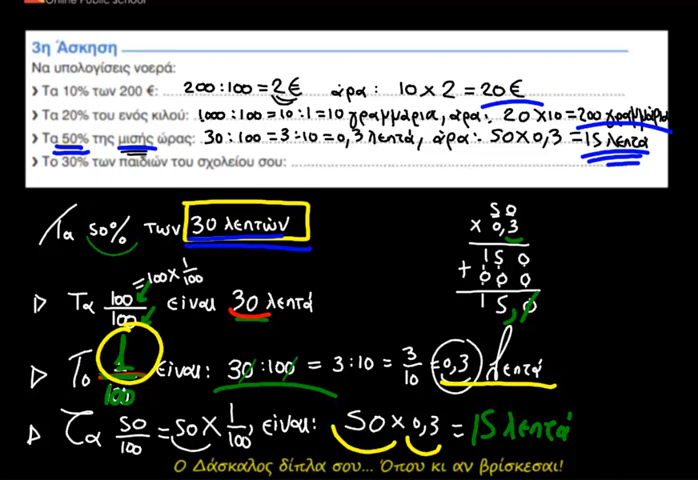 Online Public School
3η Άσκηση
Να υπολογίσεις νοερά:
› Τα 10% των 200 €: 200 : 100 = 2 € άρα: 10 x 2 = 20 €
› Τα 20% του ενός κιλού: 1000 : 100 = 10 : 1 = 10 γραμμάρια, άρα: 20 x 10 = 200 γραμμάρια
› Τα 50% της μισής ώρας: 30 : 100 = 3 : 10 = 0,3 λεπτά, άρα: 50 x 0,3 = 15 λεπτά
› Το 30% των παιδιών του σχολείου σου:
Τα 50% των 30 λεπτών
50
x 0,3
150
+ 000
15,0
= 100 x 1/100
▷ Τα 100/100 είναι 30 λεπτά
▷ Το 1/100 είναι: 30 : 100 = 3 : 10 = 3/10 = 0,3 λεπτά
▷ Τα 50/100 = 50 x 1/100, είναι: 50 x 0,3 = 15 λεπτά
Ο Δάσκαλος δίπλα σου... Όπου κι αν βρίσκεσαι!